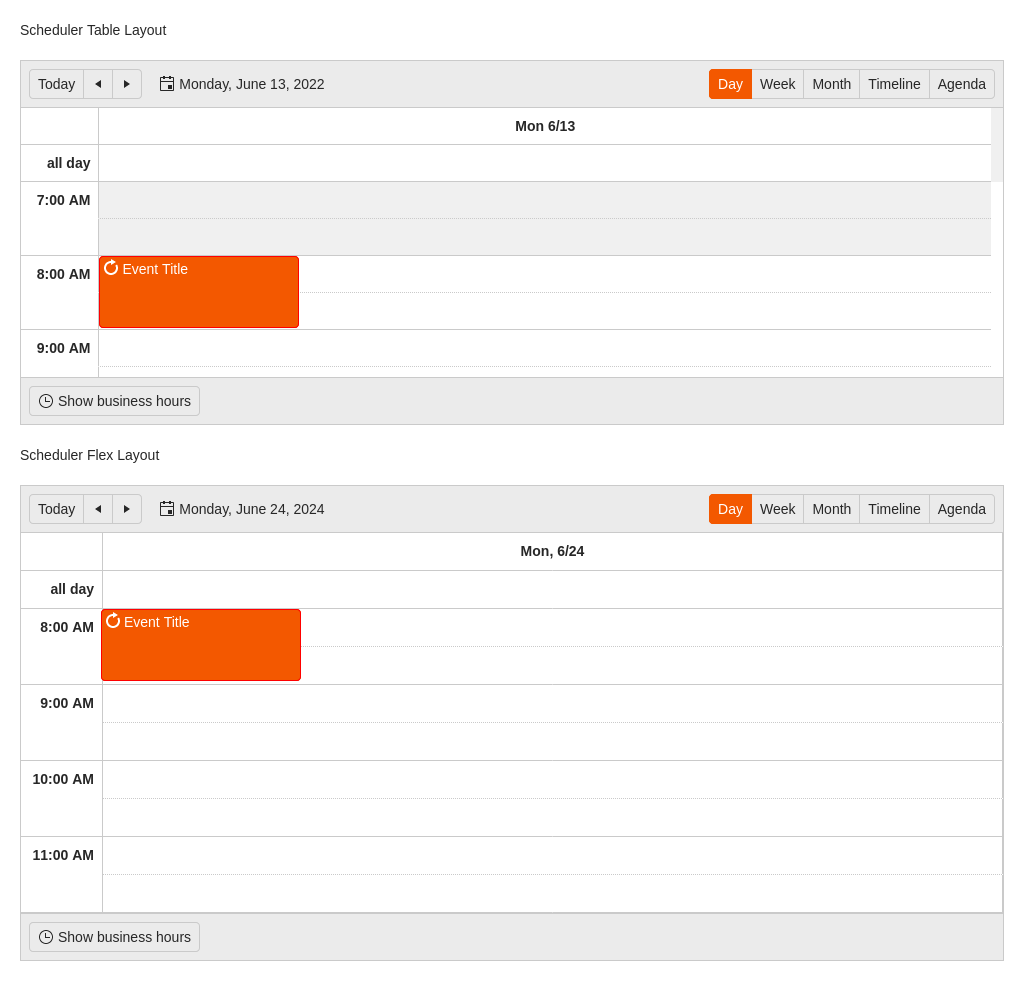 Scheduler Table Layout
Today Monday, June 13, 2022 Day Week Month Timeline Agenda
Mon 6/13
all day
7:00 AM
8:00 AM Event Title
9:00 AM
Show business hours
Scheduler Flex Layout
Today Monday, June 24, 2024 Day Week Month Timeline Agenda
Mon, 6/24
all day
8:00 AM Event Title
9:00 AM
10:00 AM
11:00 AM
Show business hours